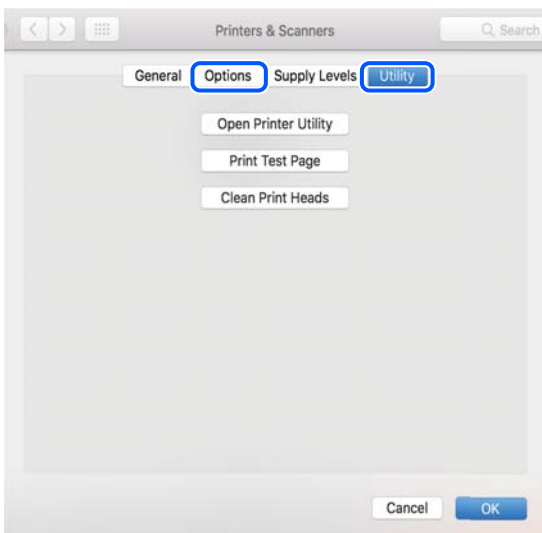 Printers & Scanners Search
General Options Supply Levels Utility
Open Printer Utility
Print Test Page
Clean Print Heads
Cancel OK